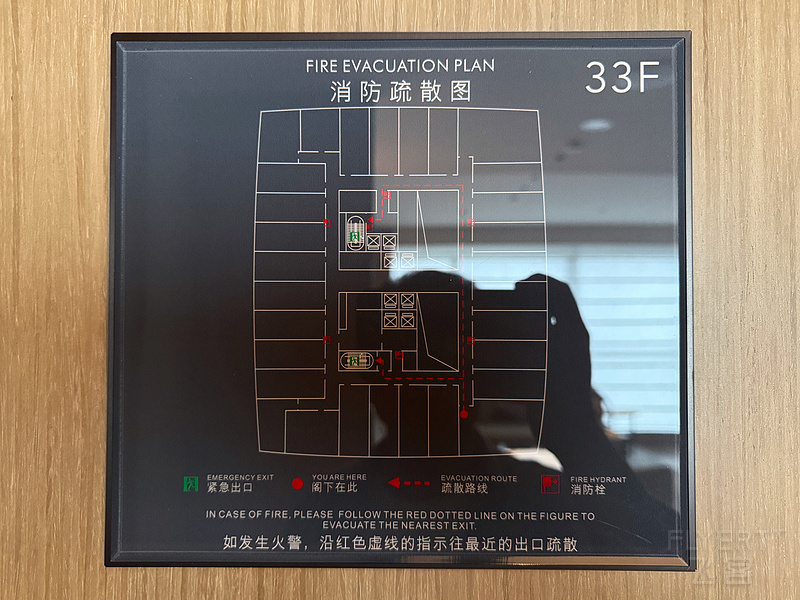 FIRE EVACUATION PLAN
消防疏散图
33F
EMERGENCY EXIT
紧急出口
YOU ARE HERE
阁下在此
EVACUATION ROUTE
疏散路线
FIRE HYDRANT
消防栓
IN CASE OF FIRE, PLEASE FOLLOW THE RED DOTTED LINE ON THE FIGURE TO
EVACUATE THE NEAREST EXIT.
如发生火警，沿红色虚线的指示往最近的出口疏散